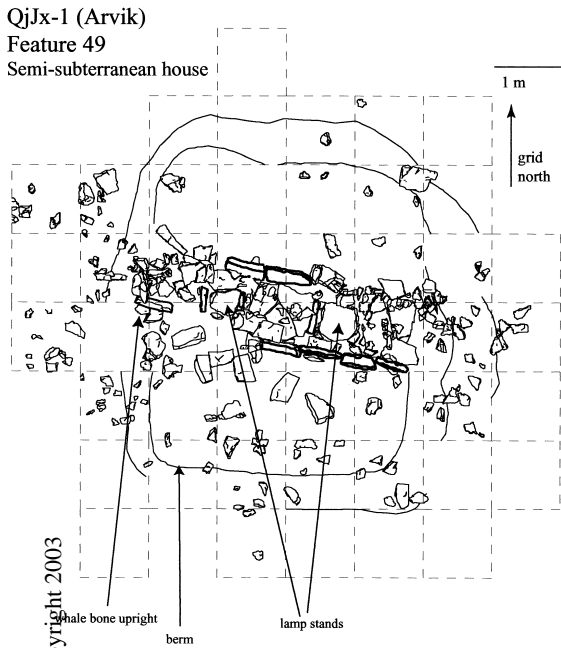 QjJx-1 (Arvik)
Feature 49
Semi-subterranean house
1 m
grid
north
yright 2003
whale bone upright
lamp stands
berm